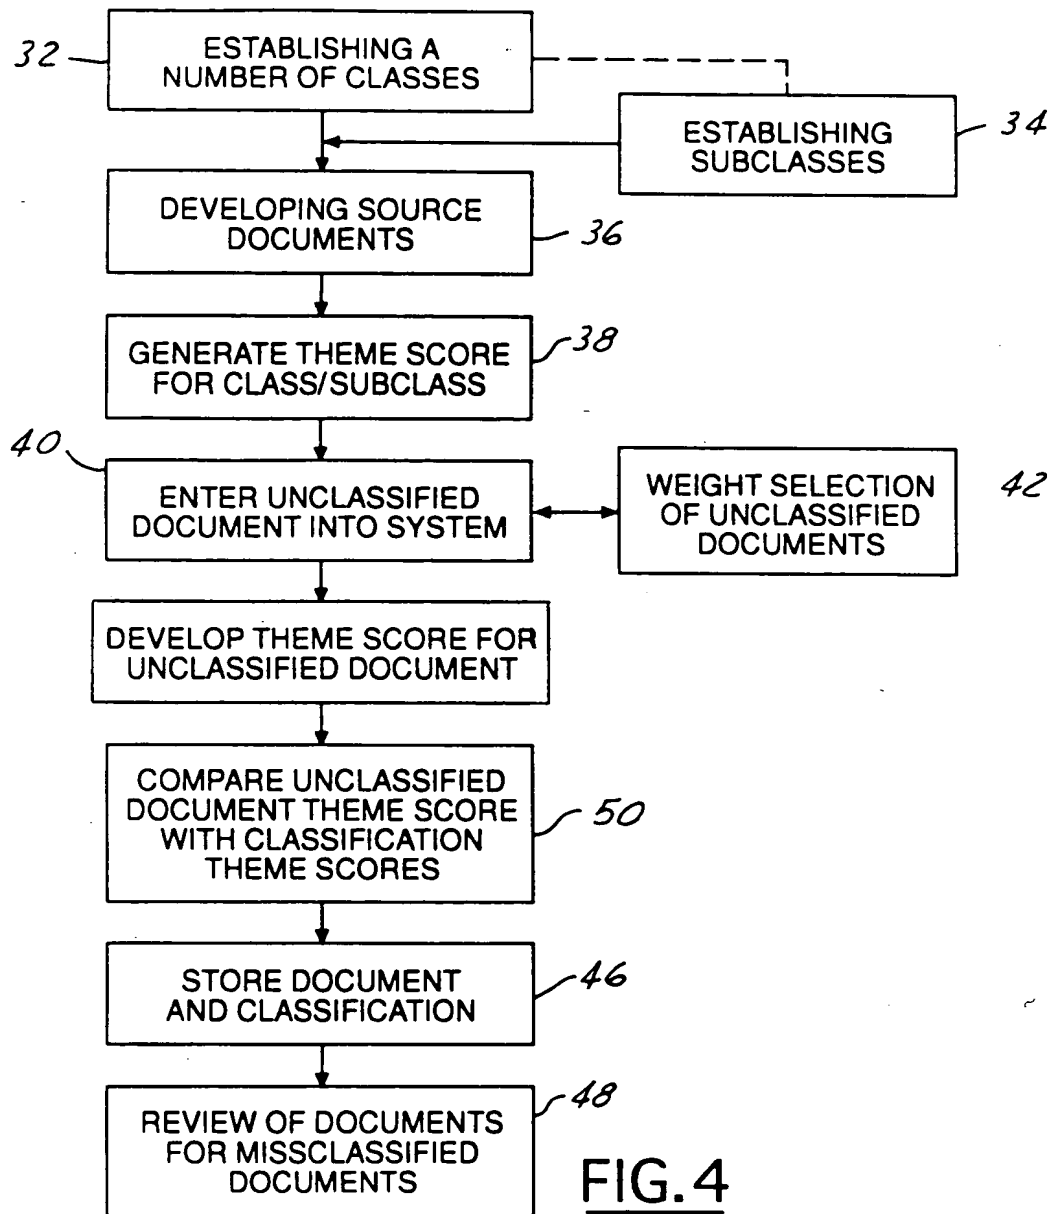 32
ESTABLISHING A
NUMBER OF CLASSES
ESTABLISHING
SUBCLASSES
34
DEVELOPING SOURCE
DOCUMENTS
36
GENERATE THEME SCORE
FOR CLASS/SUBCLASS
38
40
ENTER UNCLASSIFIED
DOCUMENT INTO SYSTEM
WEIGHT SELECTION
OF UNCLASSIFIED
DOCUMENTS
42
DEVELOP THEME SCORE FOR
UNCLASSIFIED DOCUMENT
COMPARE UNCLASSIFIED
DOCUMENT THEME SCORE
WITH CLASSIFICATION
THEME SCORES
50
STORE DOCUMENT
AND CLASSIFICATION
46
REVIEW OF DOCUMENTS
FOR MISSCLASSIFIED
DOCUMENTS
48
FIG. 4